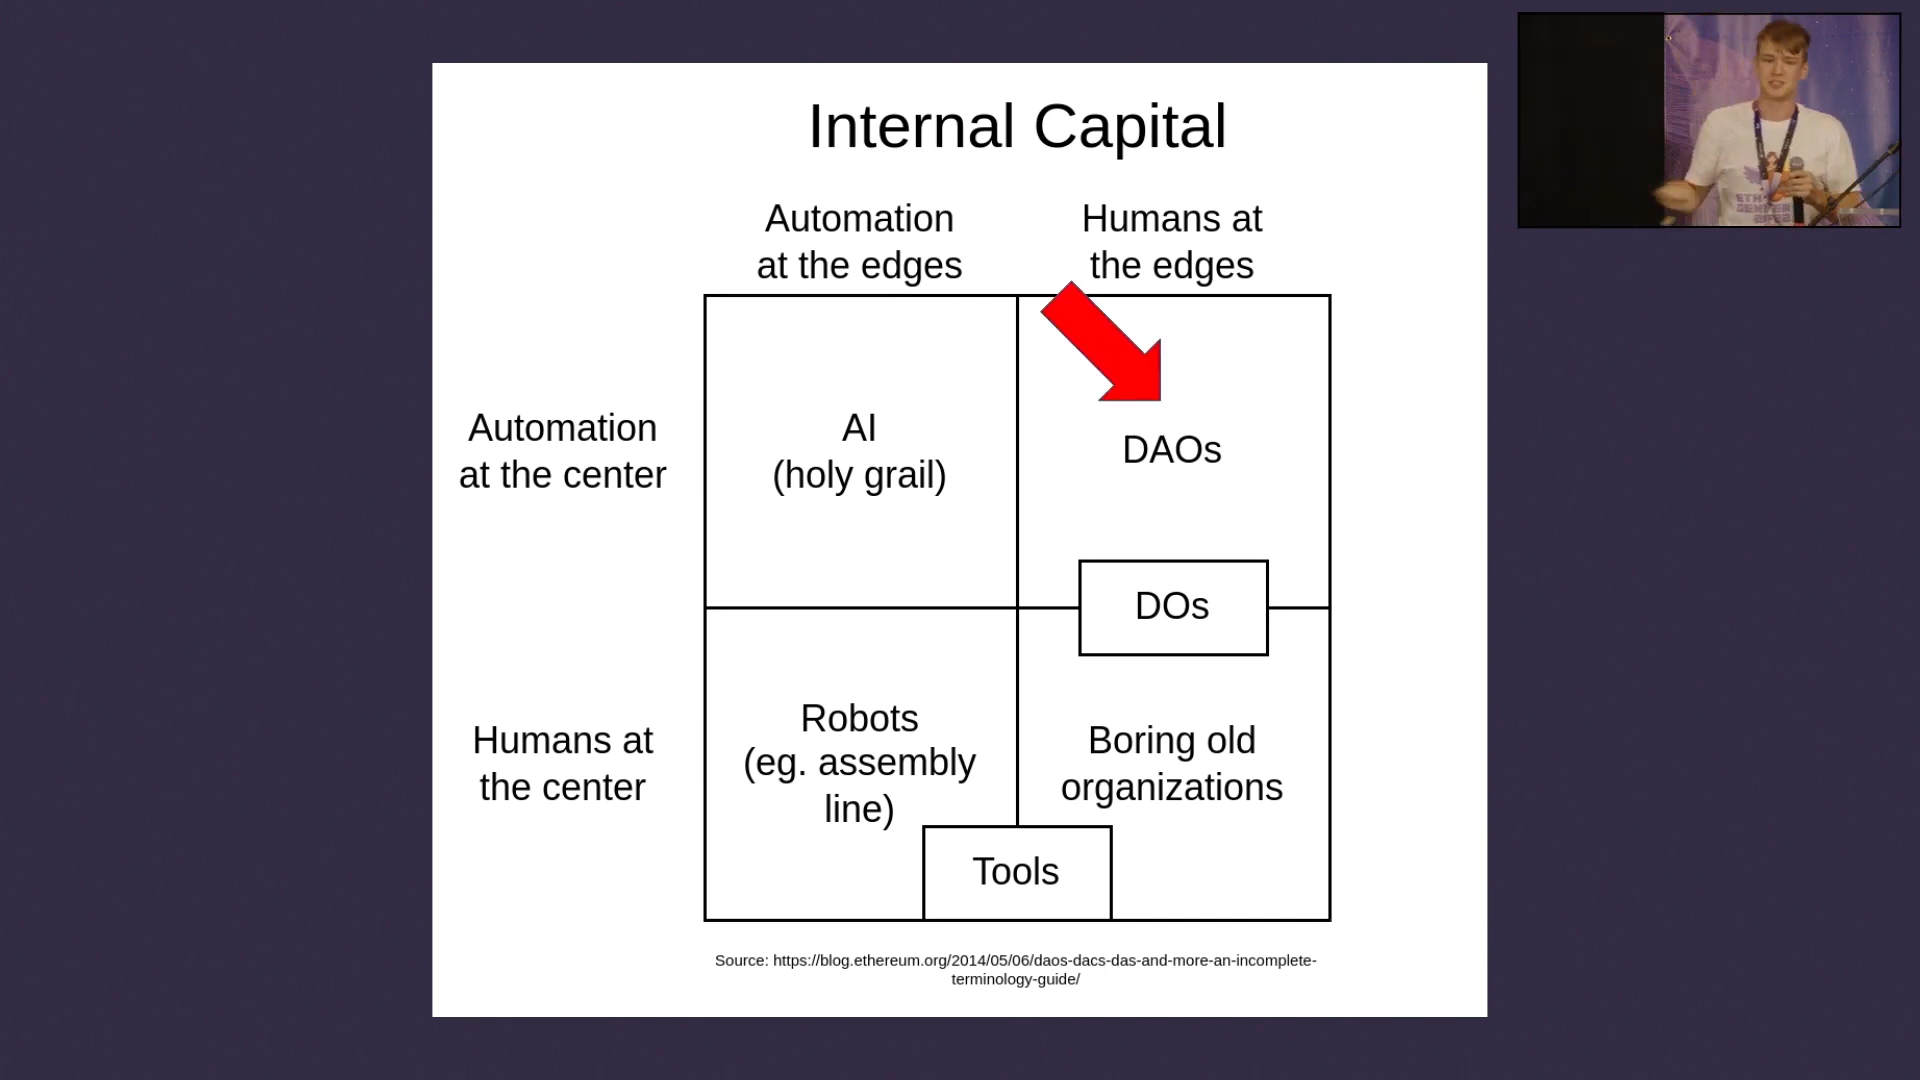 Internal Capital
Automation
at the edges
Humans at
the edges
Automation
at the center
AI
(holy grail)
DAOs
DOs
Humans at
the center
Robots
(eg. assembly
line)
Boring old
organizations
Tools
Source: https://blog.ethereum.org/2014/05/06/daos-dacs-das-and-more-an-incomplete-
terminology-guide/